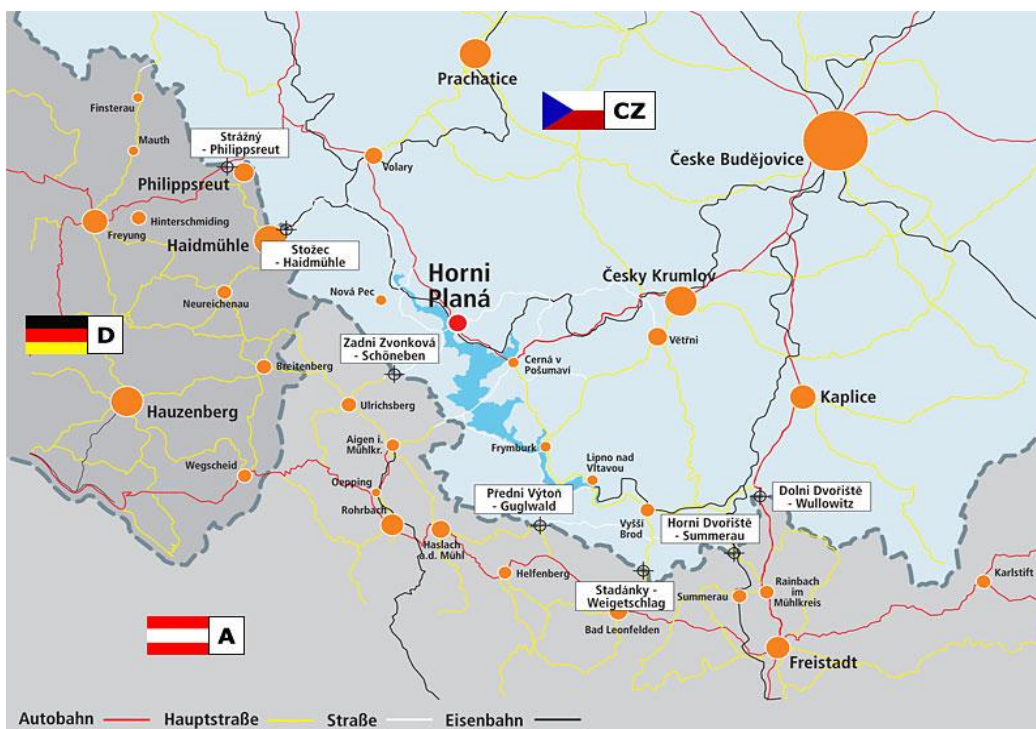 Prachatice
CZ
Finsterau
Mauth
Strážný
- Philippsreut
Philippsreut
Volary
Česke Budějovice
Freyung
Hinterschmiding
Haidmühle
Stožec
- Haidmühle
Horni
Planá
Česky Krumlov
Neureichenau
Nová Pec
D
Zadni Zvonková
- Schöneben
Větřni
Breitenberg
Cerná v
Pošumaví
Hauzenberg
Ulrichsberg
Kaplice
Aigen i.
Mühlkr.
Frymburk
Wegscheid
Lipno nad
Vltavou
Oepping
Předni Výtoň
- Guglwald
Dolni Dvořiště
- Wullowitz
Rohrbach
Haslach
a.d. Mühl
Vyšší
Brod
Horni Dvořiště
- Summerau
Helfenberg
Stadánky -
Weigetschlag
Summerau
Rainbach
im
Mühlkreis
Karlstift
A
Bad Leonfelden
Freistadt
Autobahn
Hauptstraße
Straße
Eisenbahn